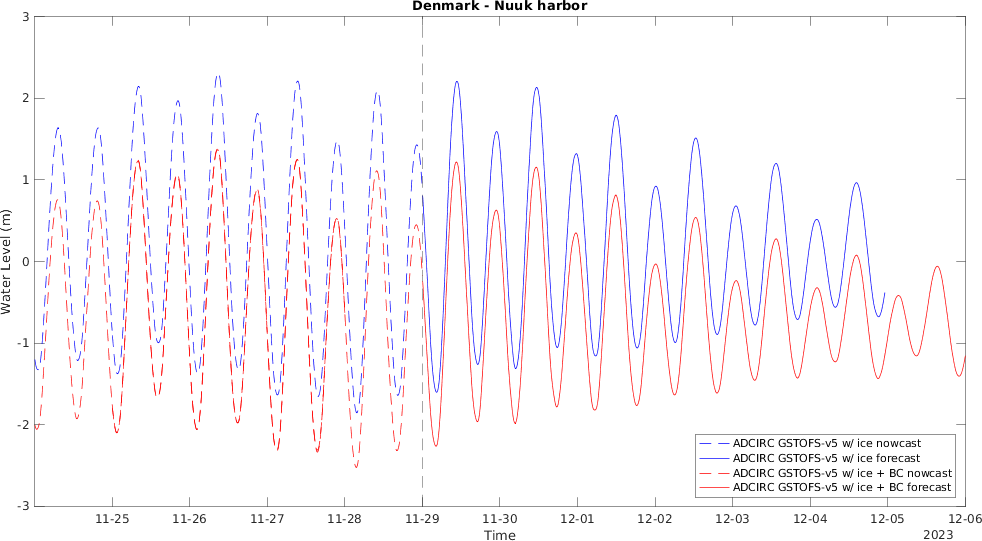 Denmark - Nuuk harbor
3
2
1
0
-1
-2
-3
Water Level (m)
ADCIRC GSTOFS-v5 w/ ice nowcast
ADCIRC GSTOFS-v5 w/ ice forecast
ADCIRC GSTOFS-v5 w/ ice + BC nowcast
ADCIRC GSTOFS-v5 w/ ice + BC forecast
11-25 11-26 11-27 11-28 11-29 11-30 12-01 12-02 12-03 12-04 12-05 12-06
Time
2023